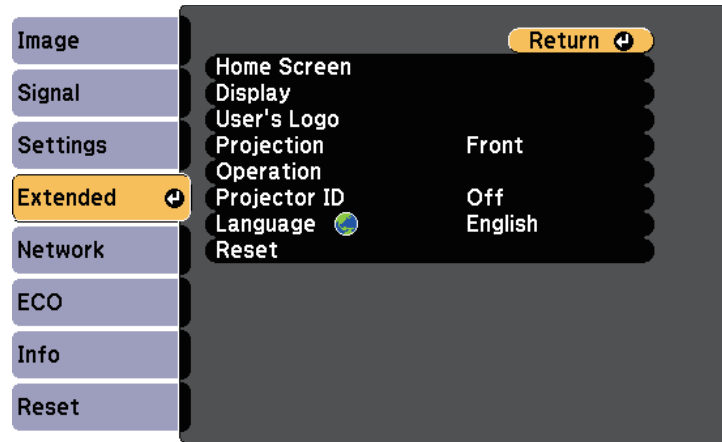 Image
Signal
Settings
Extended
Network
ECO
Info
Reset
Return
Home Screen
Display
User's Logo
Projection Front
Operation
Projector ID Off
Language English
Reset